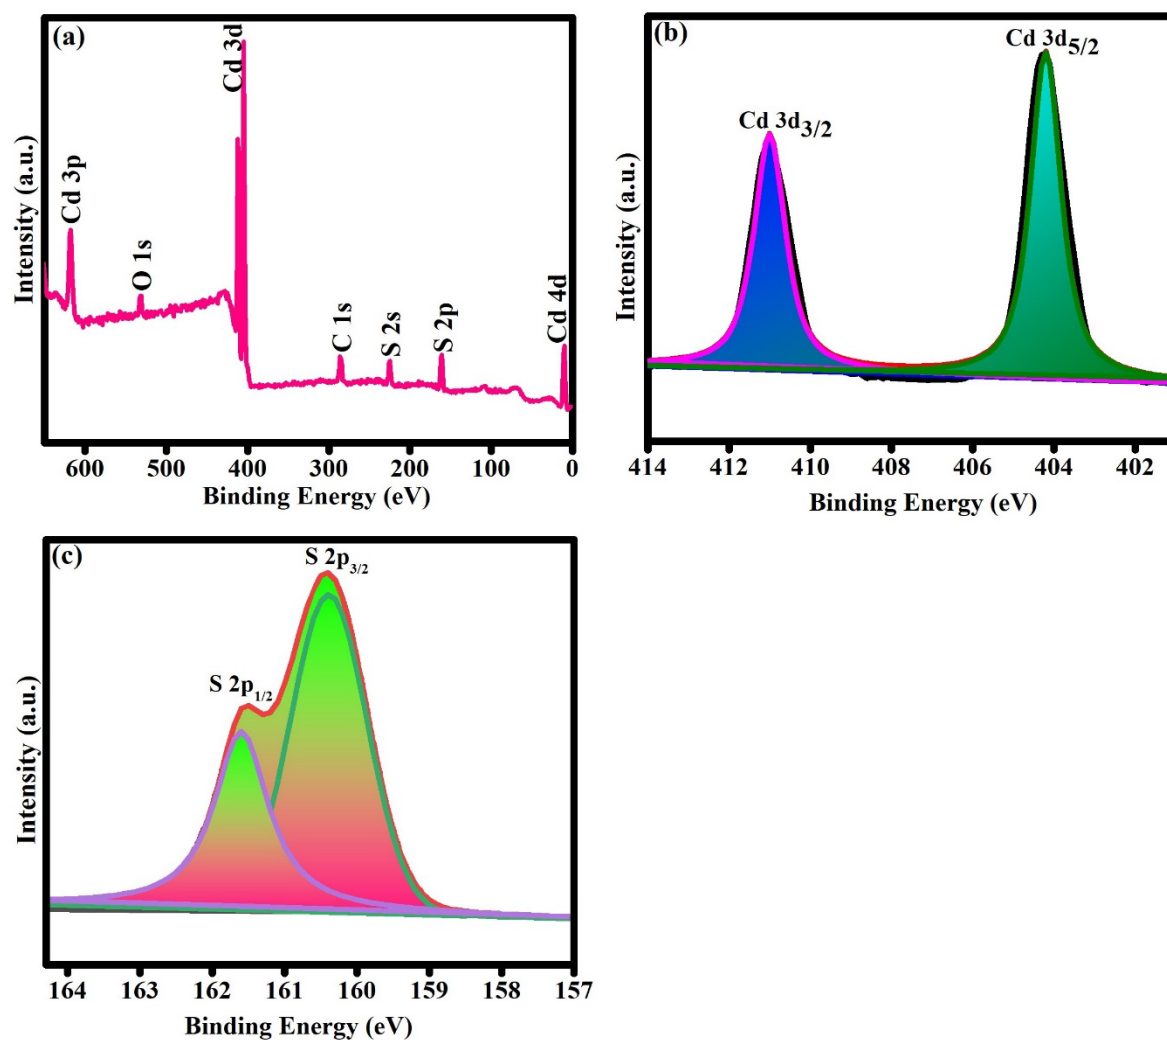 (a)
Cd 3p
O 1s
Cd 3d
C 1s
S 2s
S 2p
Cd 4d
Intensity (a.u.)
600 500 400 300 200 100 0
Binding Energy (eV)
(b)
Cd 3d3/2
Cd 3d5/2
Intensity (a.u.)
414 412 410 408 406 404 402
Binding Energy (eV)
(c)
S 2p1/2
S 2p3/2
Intensity (a.u.)
164 163 162 161 160 159 158 157
Binding Energy (eV)